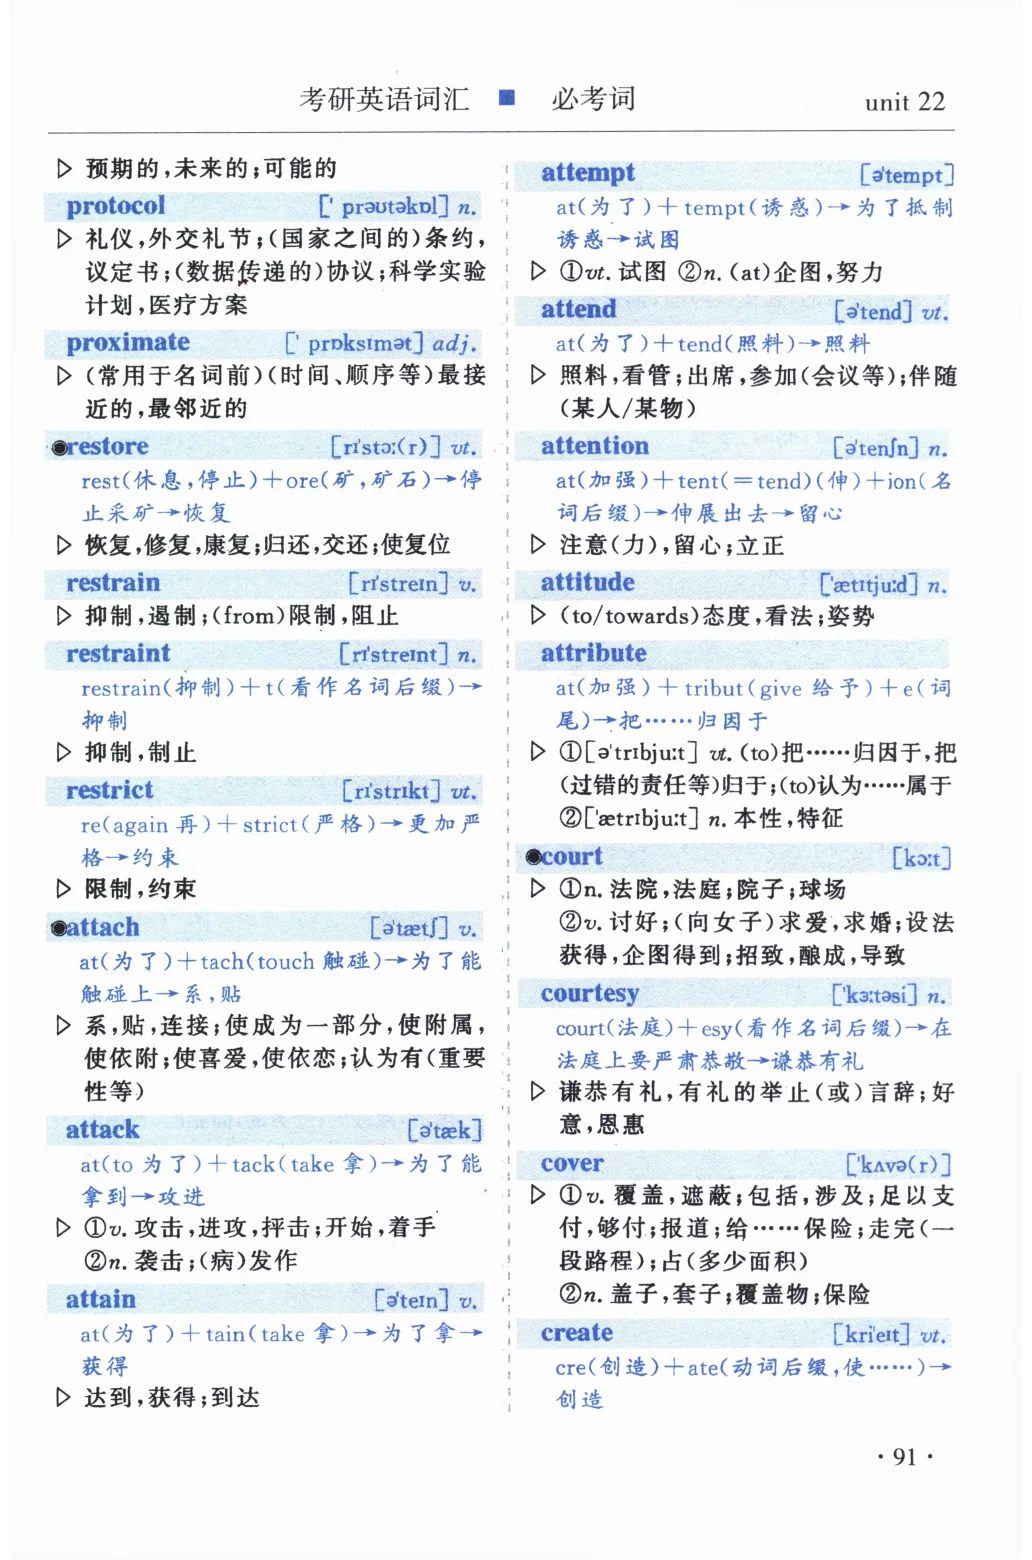 考研英语词汇 ■ 必考词 unit 22
▷ 预期的,未来的;可能的
protocol [ˈprəʊtəkɒl] n.
▷ 礼仪,外交礼节;(国家之间的)条约,
议定书;(数据传递的)协议;科学实验
计划,医疗方案
proximate [ˈprɒksɪmət] adj.
▷ (常用于名词前)(时间、顺序等)最接
近的,最邻近的
●restore [rɪˈstɔː(r)] vt.
rest(休息,停止)+ore(矿,矿石)→停
止采矿→恢复
▷ 恢复,修复,康复;归还,交还;使复位
restrain [rɪˈstreɪn] v.
▷ 抑制,遏制;(from)限制,阻止
restraint [rɪˈstreɪnt] n.
restrain(抑制)+t(看作名词后缀)→
抑制
▷ 抑制,制止
restrict [rɪˈstrɪkt] vt.
re(again 再)+strict(严格)→更加严
格→约束
▷ 限制,约束
●attach [əˈtætʃ] v.
at(为了)+tach(touch 触碰)→为了能
触碰上→系,贴
▷ 系,贴,连接;使成为一部分,使附属,
使依附;使喜爱,使依恋;认为有(重要
性等)
attack [əˈtæk]
at(to 为了)+tack(take 拿)→为了能
拿到→攻进
▷ ①v. 攻击,进攻,抨击;开始,着手
②n. 袭击;(病)发作
attain [əˈteɪn] v.
at(为了)+tain(take 拿)→为了拿→
获得
▷ 达到,获得;到达
attempt [əˈtempt]
at(为了)+tempt(诱惑)→为了抵制
诱惑→试图
▷ ①vt. 试图 ②n. (at)企图,努力
attend [əˈtend] vt.
at(为了)+tend(照料)→照料
▷ 照料,看管;出席,参加(会议等);伴随
(某人/某物)
attention [əˈtenʃn] n.
at(加强)+tent(=tend)(伸)+ion(名
词后缀)→伸展出去→留心
▷ 注意(力),留心;立正
attitude [ˈætɪtjuːd] n.
▷ (to/towards)态度,看法;姿势
attribute
at(加强)+tribut(give 给予)+e(词
尾)→把……归因于
▷ ①[əˈtrɪbjuːt] vt. (to)把……归因于,把
(过错的责任等)归于;(to)认为……属于
②[ˈætrɪbjuːt] n. 本性,特征
●court [kɔːt]
▷ ①n. 法院,法庭;院子;球场
②v. 讨好;(向女子)求爱,求婚;设法
获得,企图得到;招致,酿成,导致
courtesy [ˈkɜːtəsi] n.
court(法庭)+esy(看作名词后缀)→在
法庭上要严肃恭敬→谦恭有礼
▷ 谦恭有礼,有礼的举止(或)言辞;好
意,恩惠
cover [ˈkʌvə(r)]
▷ ①v. 覆盖,遮蔽;包括,涉及;足以支
付,够付;报道;给……保险;走完(一
段路程);占(多少面积)
②n. 盖子,套子;覆盖物;保险
create [kriˈeɪt] vt.
cre(创造)+ate(动词后缀,使……)→
创造
·91·